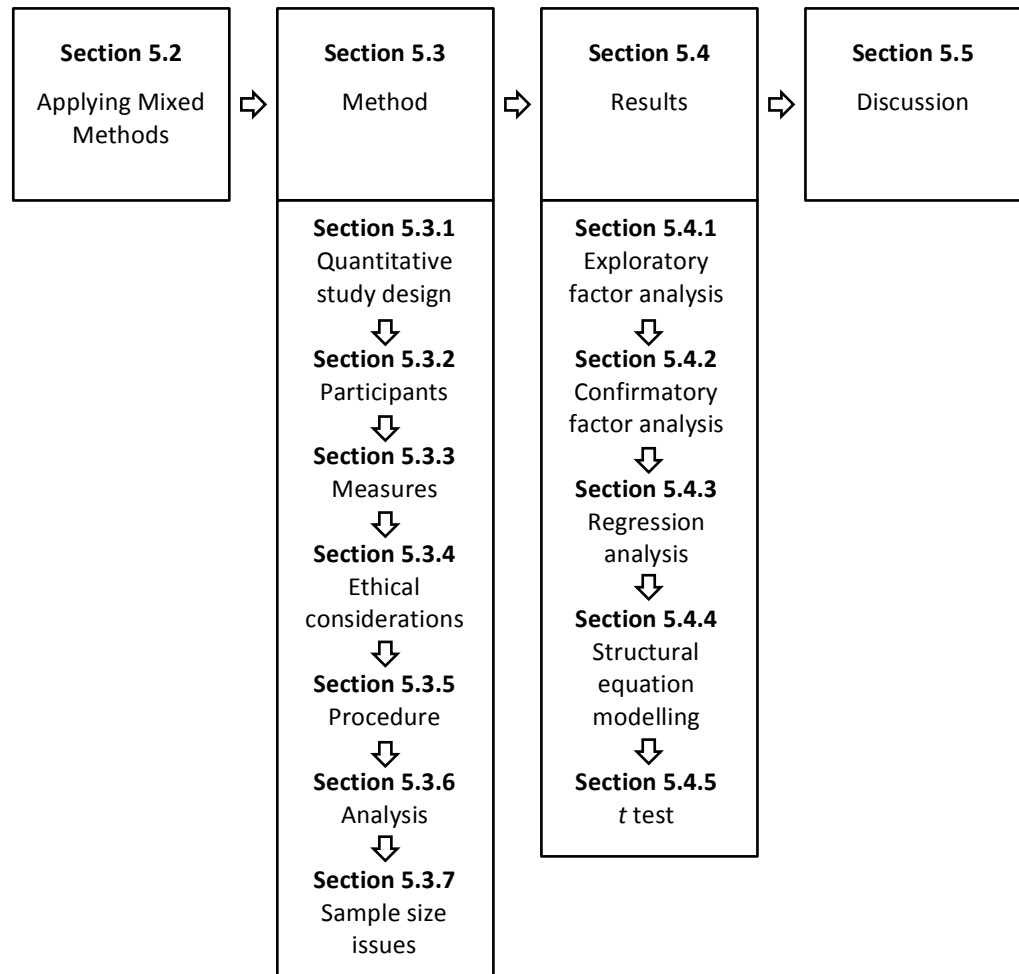 Section 5.2
Applying Mixed
Methods
Section 5.3
Method
Section 5.4
Results
Section 5.5
Discussion
Section 5.3.1
Quantitative
study design
Section 5.3.2
Participants
Section 5.3.3
Measures
Section 5.3.4
Ethical
considerations
Section 5.3.5
Procedure
Section 5.3.6
Analysis
Section 5.3.7
Sample size
issues
Section 5.4.1
Exploratory
factor analysis
Section 5.4.2
Confirmatory
factor analysis
Section 5.4.3
Regression
analysis
Section 5.4.4
Structural
equation
modelling
Section 5.4.5
t test